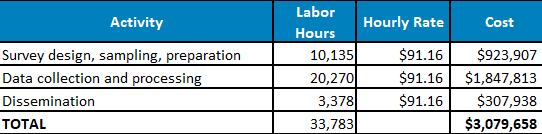 Activity Labor Hours Hourly Rate Cost
Survey design, sampling, preparation 10,135 $91.16 $923,907
Data collection and processing 20,270 $91.16 $1,847,813
Dissemination 3,378 $91.16 $307,938
TOTAL 33,783 $3,079,658